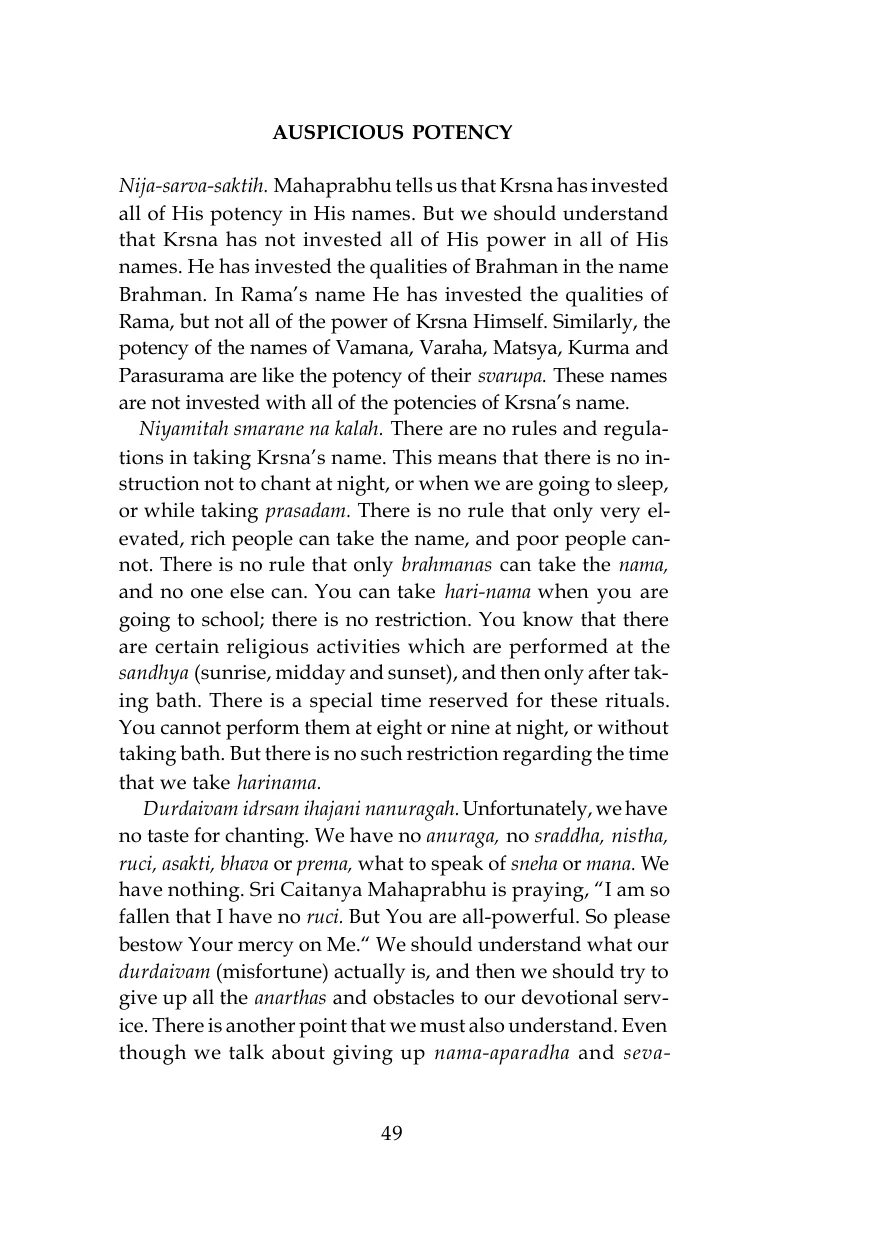 AUSPICIOUS POTENCY
Nija-sarva-saktih. Mahaprabhu tells us that Krsna has invested
all of His potency in His names. But we should understand
that Krsna has not invested all of His power in all of His
names. He has invested the qualities of Brahman in the name
Brahman. In Rama’s name He has invested the qualities of
Rama, but not all of the power of Krsna Himself. Similarly, the
potency of the names of Vamana, Varaha, Matsya, Kurma and
Parasurama are like the potency of their svarupa. These names
are not invested with all of the potencies of Krsna’s name.
Niyamitah smarane na kalah. There are no rules and regula-
tions in taking Krsna’s name. This means that there is no in-
struction not to chant at night, or when we are going to sleep,
or while taking prasadam. There is no rule that only very el-
evated, rich people can take the name, and poor people can-
not. There is no rule that only brahmanas can take the nama,
and no one else can. You can take hari-nama when you are
going to school; there is no restriction. You know that there
are certain religious activities which are performed at the
sandhya (sunrise, midday and sunset), and then only after tak-
ing bath. There is a special time reserved for these rituals.
You cannot perform them at eight or nine at night, or without
taking bath. But there is no such restriction regarding the time
that we take harinama.
Durdaivam idrsam ihajani nanuragah. Unfortunately, we have
no taste for chanting. We have no anuraga, no sraddha, nistha,
ruci, asakti, bhava or prema, what to speak of sneha or mana. We
have nothing. Sri Caitanya Mahaprabhu is praying, “I am so
fallen that I have no ruci. But You are all-powerful. So please
bestow Your mercy on Me.“ We should understand what our
durdaivam (misfortune) actually is, and then we should try to
give up all the anarthas and obstacles to our devotional serv-
ice. There is another point that we must also understand. Even
though we talk about giving up nama-aparadha and seva-
49